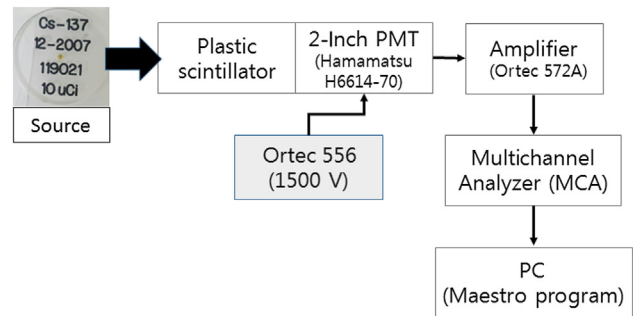 Cs-137
12-2007
119021
10 uCi
Source
Plastic
scintillator
2-Inch PMT
(Hamamatsu
H6614-70)
Amplifier
(Ortec 572A)
Ortec 556
(1500 V)
Multichannel
Analyzer (MCA)
PC
(Maestro program)